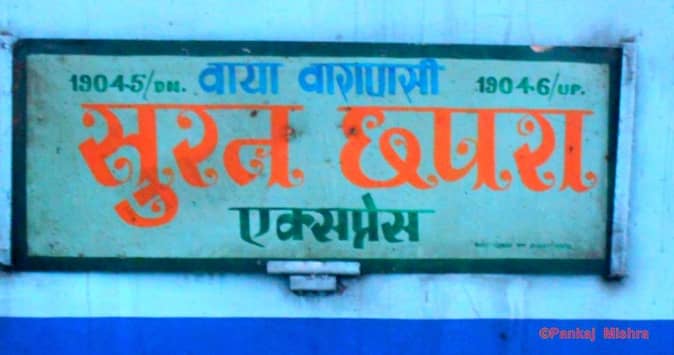 19045/DN. वाया वाराणसी 19046/UP.
सुरत छपरा
एक्सप्रेस
©Pankaj Mishra